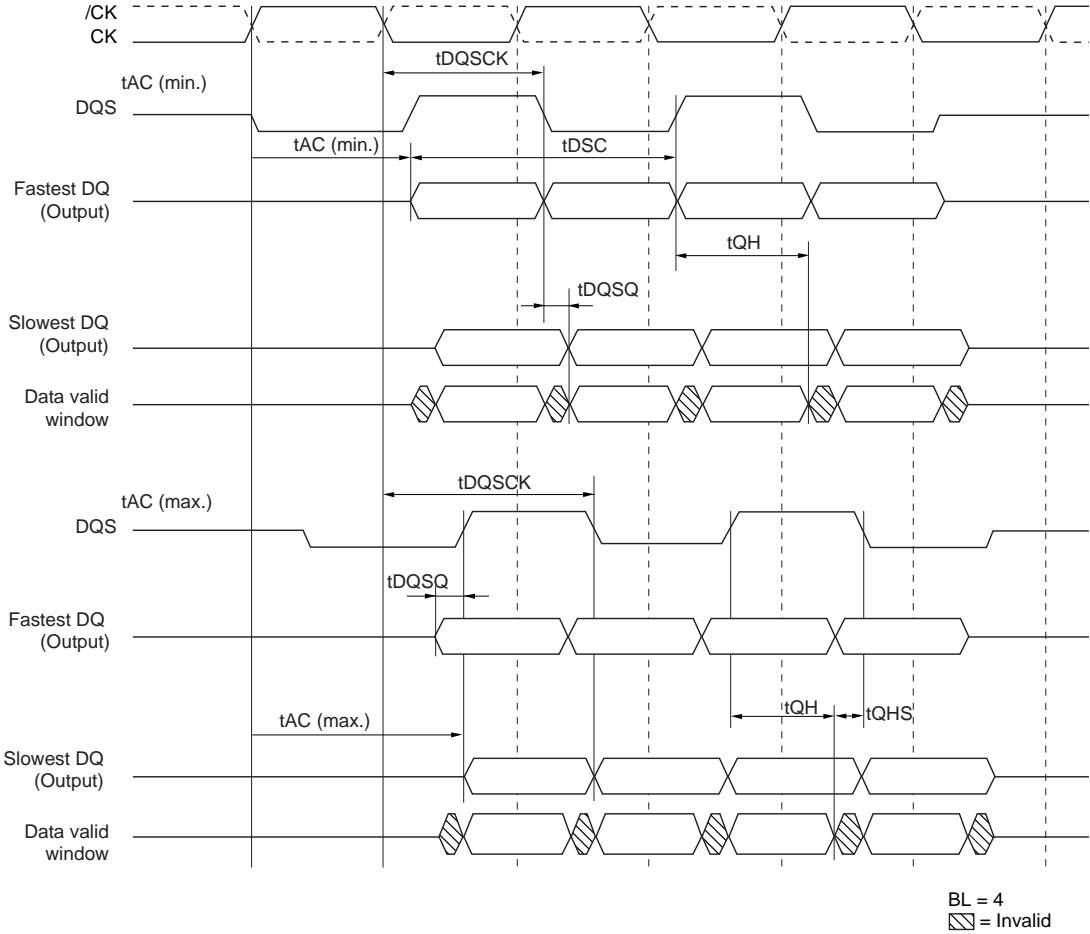 /CK
CK
tDQSCK
tAC (min.)
DQS
tAC (min.)
tDSC
Fastest DQ
(Output)
tQH
tDQSQ
Slowest DQ
(Output)
Data valid
window
tDQSCK
tAC (max.)
DQS
tDQSQ
Fastest DQ
(Output)
tQH
tQHS
tAC (max.)
Slowest DQ
(Output)
Data valid
window
BL = 4
= Invalid